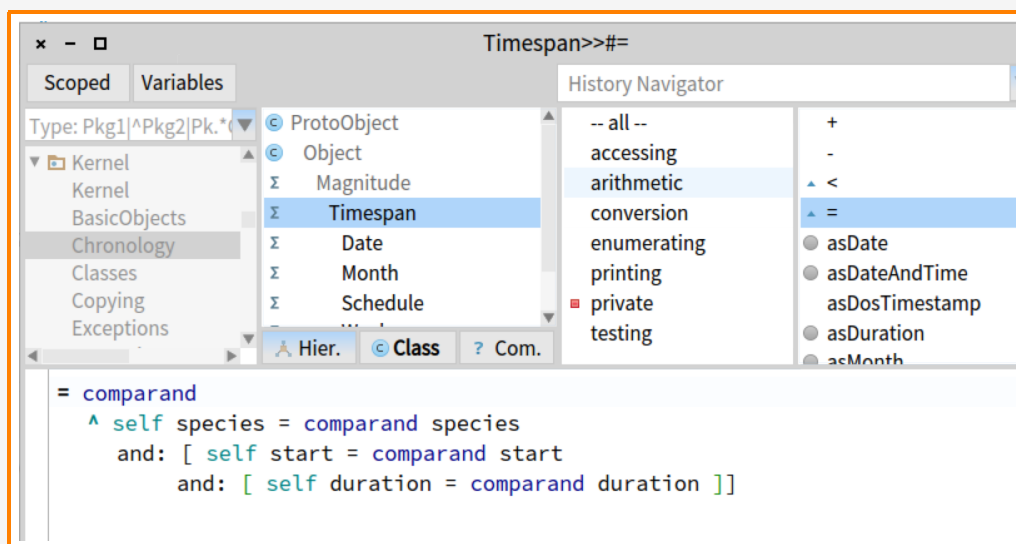 Timespan>>#=
Scoped
Variables
History Navigator
Type: Pkg1|^Pkg2|Pk.*
Kernel
Kernel
BasicObjects
Chronology
Classes
Copying
Exceptions
ProtoObject
Object
Magnitude
Timespan
Date
Month
Schedule
Hier.
Class
? Com.
-- all --
accessing
arithmetic
conversion
enumerating
printing
private
testing
+
-
<
=
asDate
asDateAndTime
asDosTimestamp
asDuration
asMonth
= comparand
^ self species = comparand species
and: [ self start = comparand start
and: [ self duration = comparand duration ]]